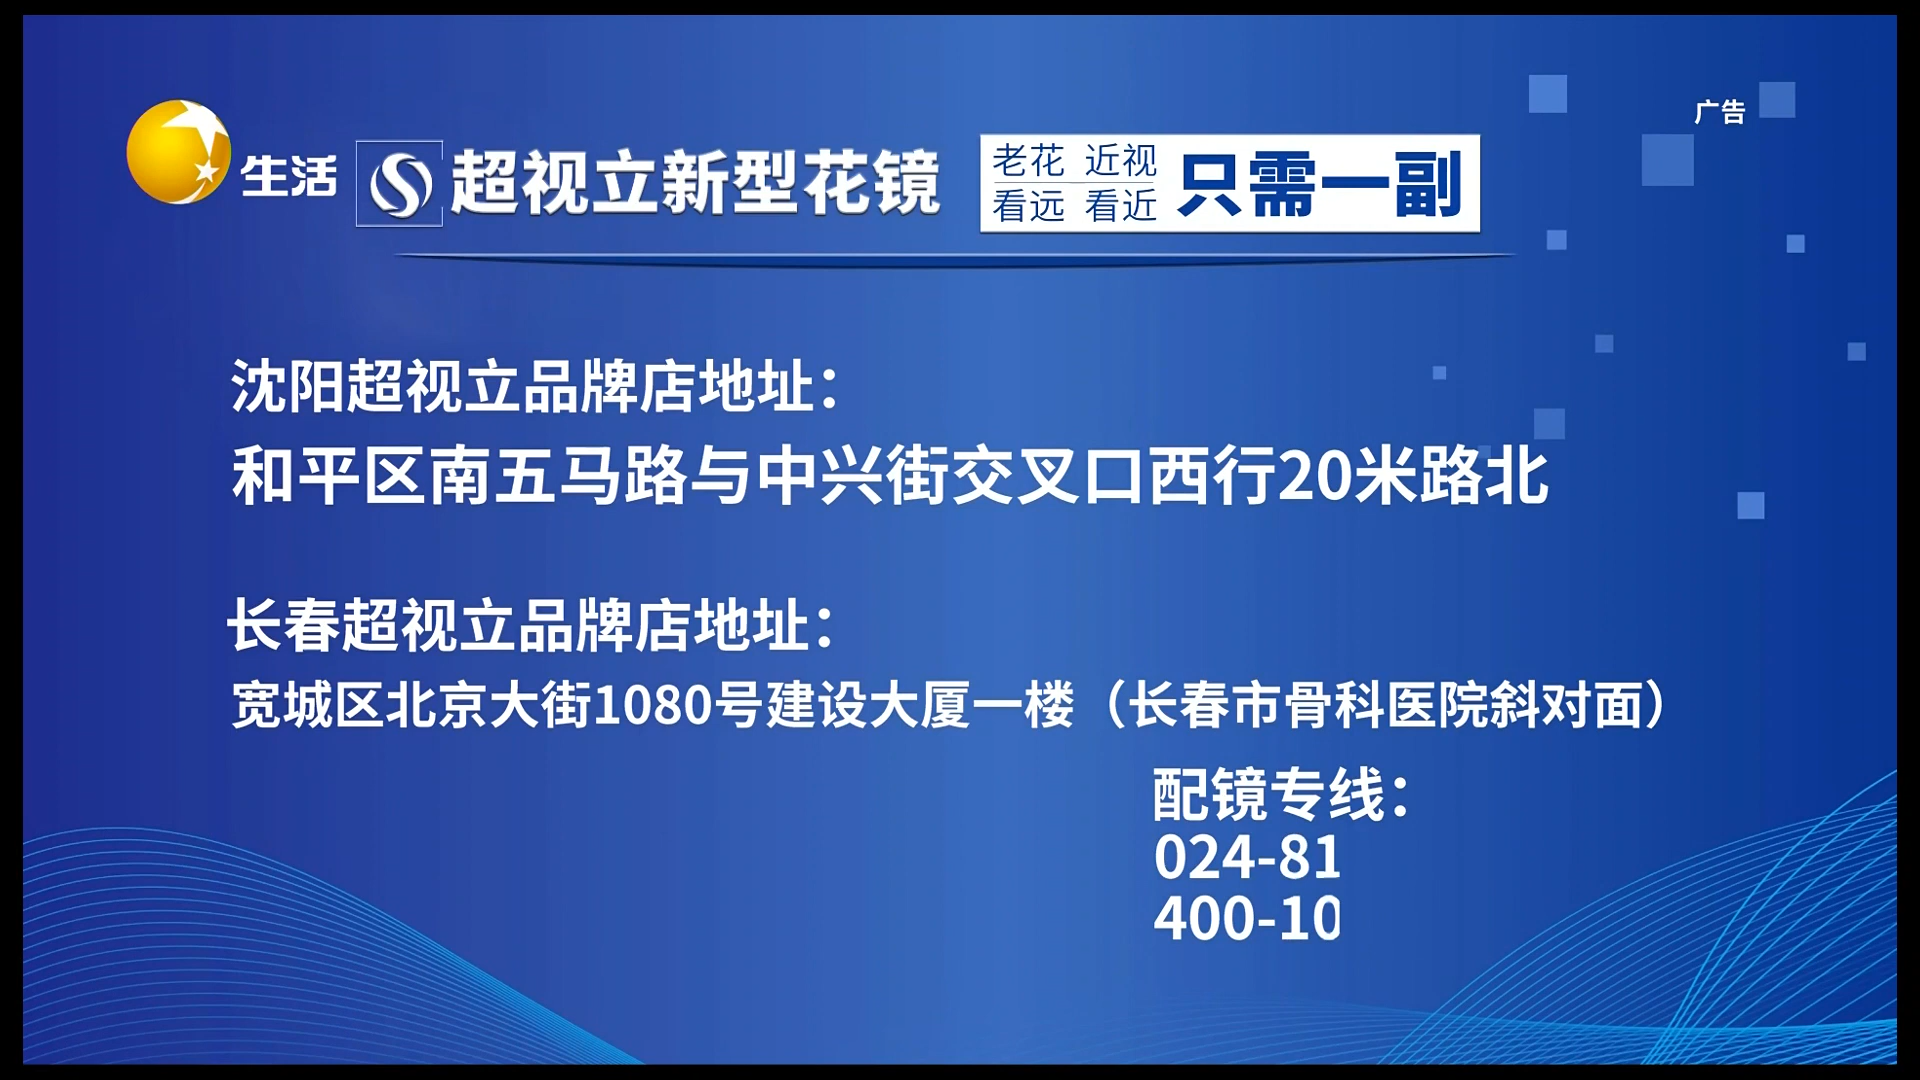 广告
生活
超视立新型花镜
老花 近视
看远 看近
只需一副
沈阳超视立品牌店地址：
和平区南五马路与中兴街交叉口西行20米路北
长春超视立品牌店地址：
宽城区北京大街1080号建设大厦一楼（长春市骨科医院斜对面）
配镜专线：
024-81
400-10